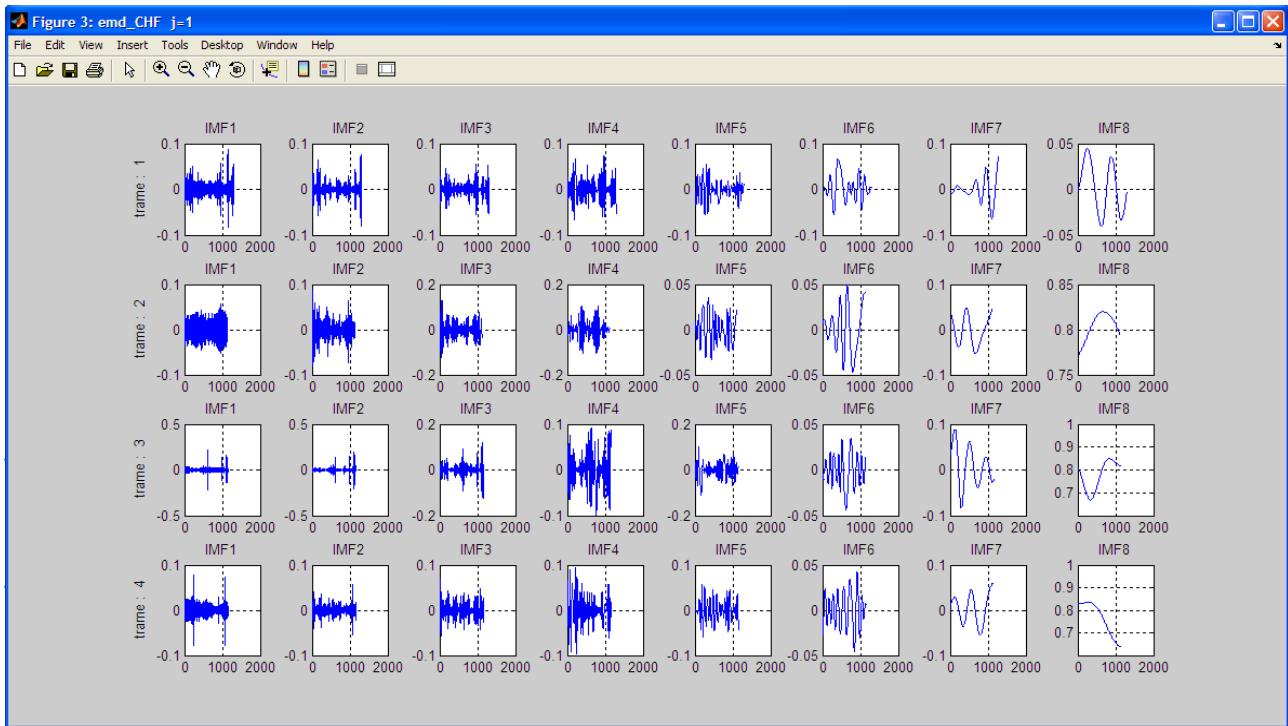 Figure 3: emd_CHF j=1
File Edit View Insert Tools Desktop Window Help
IMF1 IMF2 IMF3 IMF4 IMF5 IMF6 IMF7 IMF8
trame : 1
0.1 0.1 0.1 0.1 0.1 0.1 0.1 0.05
0 0 0 0 0 0 0 0
-0.1 -0.1 -0.1 -0.1 -0.1 -0.1 -0.1 -0.05
0 1000 2000 0 1000 2000 0 1000 2000 0 1000 2000 0 1000 2000 0 1000 2000 0 1000 2000 0 1000 2000
IMF1 IMF2 IMF3 IMF4 IMF5 IMF6 IMF7 IMF8
trame : 2
0.1 0.1 0.2 0.2 0.05 0.05 0.1 0.85
0 0 0 0 0 0 0 0.8
-0.1 -0.1 -0.2 -0.2 -0.05 -0.05 -0.1 0.75
0 1000 2000 0 1000 2000 0 1000 2000 0 1000 2000 0 1000 2000 0 1000 2000 0 1000 2000 0 1000 2000
IMF1 IMF2 IMF3 IMF4 IMF5 IMF6 IMF7 IMF8
trame : 3
0.5 0.5 0.2 0.1 0.2 0.05 0.1 1
0.9
0 0 0 0 0 0 0 0.8
0.7
-0.5 -0.5 -0.2 -0.1 -0.2 -0.05 -0.1
0 1000 2000 0 1000 2000 0 1000 2000 0 1000 2000 0 1000 2000 0 1000 2000 0 1000 2000 0 1000 2000
IMF1 IMF2 IMF3 IMF4 IMF5 IMF6 IMF7 IMF8
trame : 4
0.1 0.1 0.1 0.1 0.1 0.05 0.1 1
0.9
0 0 0 0 0 0 0 0.8
0.7
-0.1 -0.1 -0.1 -0.1 -0.1 -0.05 -0.1
0 1000 2000 0 1000 2000 0 1000 2000 0 1000 2000 0 1000 2000 0 1000 2000 0 1000 2000 0 1000 2000